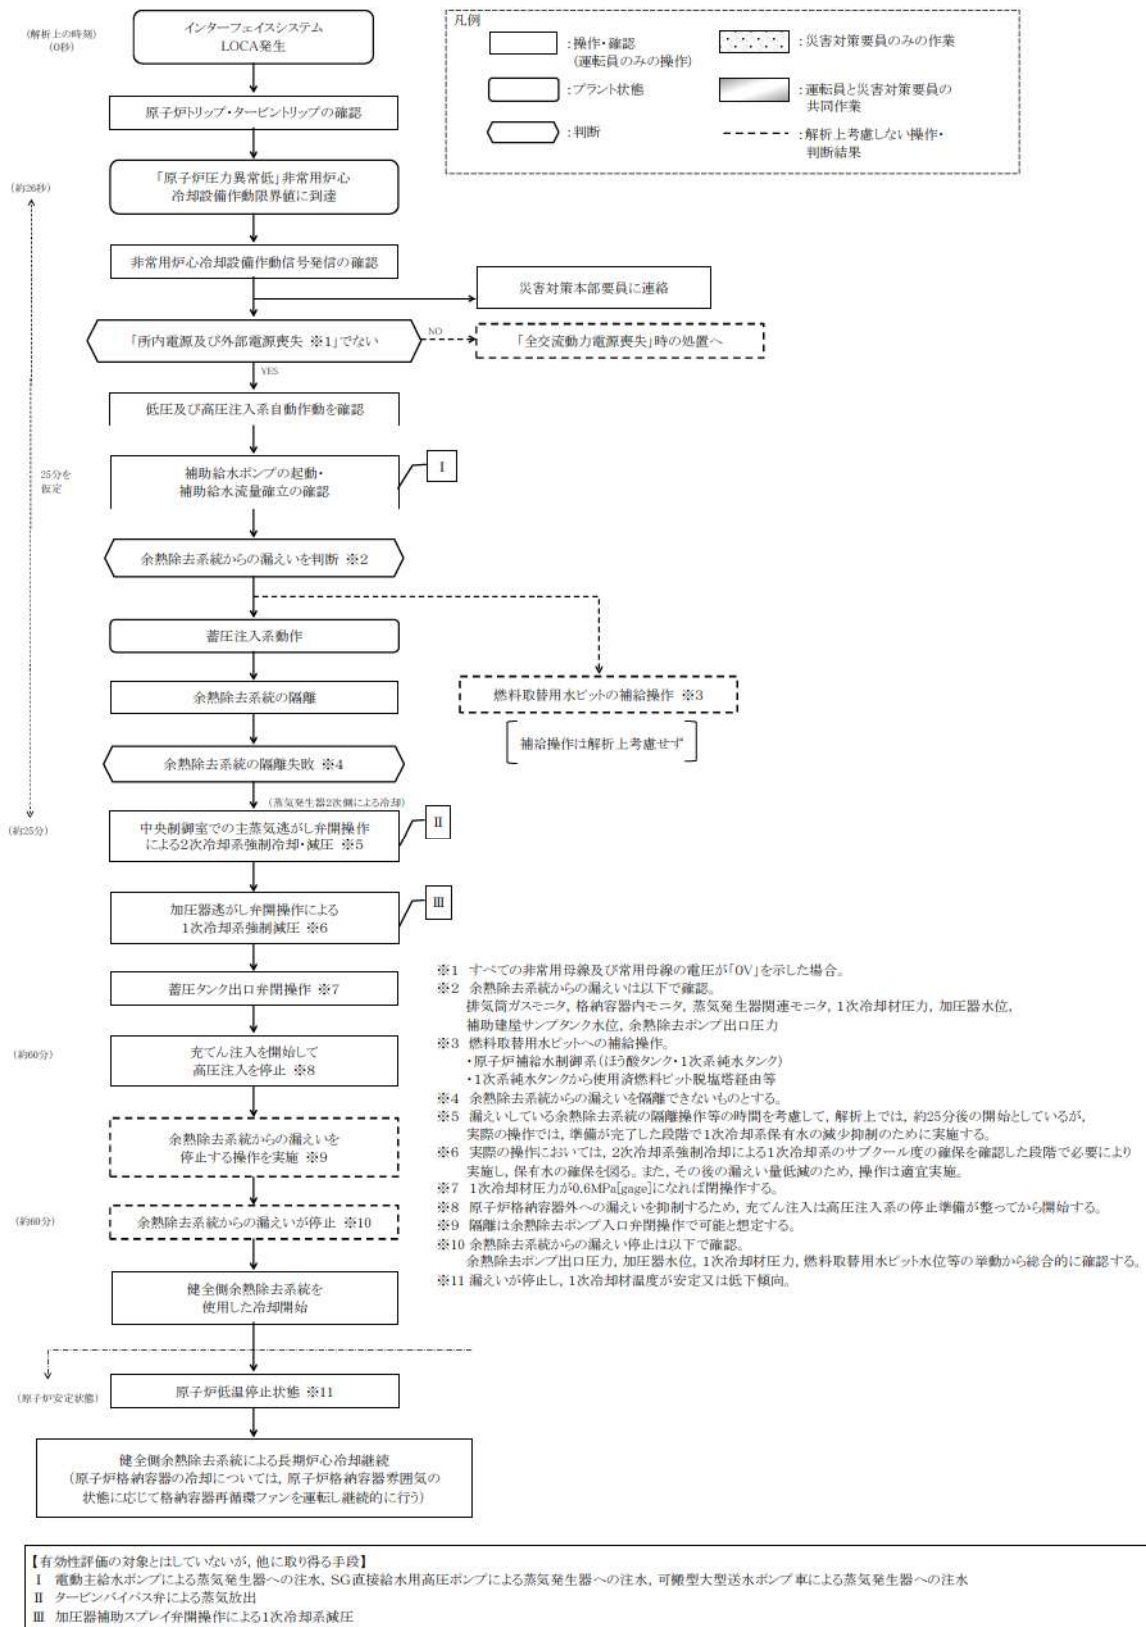 (解析上の時刻)
(0秒)
インターフェイスシステム
LOCA発生
凡例
:操作・確認
(運転員のみの操作)
:災害対策要員のみの作業
:プラント状態
:運転員と災害対策要員の
共同作業
:判断
:解析上考慮しない操作・
判断結果
原子炉トリップ・タービントリップの確認
(約26秒)
「原子炉圧力異常低」非常用炉心
冷却設備作動限界値に到達
非常用炉心冷却設備作動信号発信の確認
災害対策本部要員に連絡
「所内電源及び外部電源喪失 ※1」でない
NO
「全交流動力電源喪失」時の処置へ
YES
低圧及び高圧注入系自動作動を確認
25分を
仮定
補助給水ポンプの起動・
補助給水流量確立の確認
Ⅰ
余熱除去系統からの漏えいを判断 ※2
蓄圧注入系動作
余熱除去系統の隔離
燃料取替用水ピットの補給操作 ※3
補給操作は解析上考慮せず
余熱除去系統の隔離失敗 ※4
(蒸気発生器2次側による冷却)
(約25分)
中央制御室での主蒸気逃がし弁開操作
による2次冷却系強制冷却・減圧 ※5
Ⅱ
加圧器逃がし弁開操作による
1次冷却系強制減圧 ※6
Ⅲ
蓄圧タンク出口弁閉操作 ※7
(約60分)
充てん注入を開始して
高圧注入を停止 ※8
余熱除去系統からの漏えいを
停止する操作を実施 ※9
(約60分)
余熱除去系統からの漏えいが停止 ※10
健全側余熱除去系統を
使用した冷却開始
(原子炉安定状態)
原子炉低温停止状態 ※11
健全側余熱除去系統による長期炉心冷却継続
(原子炉格納容器の冷却については, 原子炉格納容器雰囲気の
状態に応じて格納容器再循環ファンを運転し継続的に行う)
※1 すべての非常用母線及び常用母線の電圧が「0V」を示した場合。
※2 余熱除去系統からの漏えいは以下で確認。
排気筒ガスモニタ, 格納容器内モニタ, 蒸気発生器関連モニタ, 1次冷却材圧力, 加圧器水位,
補助建屋サンプタンク水位, 余熱除去ポンプ出口圧力
※3 燃料取替用水ピットへの補給操作。
・原子炉補給水制御系(ほう酸タンク・1次系純水タンク)
・1次系純水タンクから使用済燃料ピット脱塩塔経由等
※4 余熱除去系統からの漏えいを隔離できないものとする。
※5 漏えいしている余熱除去系統の隔離操作等の時間を考慮して, 解析上では, 約25分後の開始としているが,
実際の操作では, 準備が完了した段階で1次冷却系保有水の減少抑制のために実施する。
※6 実際の操作においては, 2次冷却系強制冷却による1次冷却系のサブクール度の確保を確認した段階で必要により
実施し, 保有水の確保を図る。また, その後の漏えい量低減のため, 操作は適宜実施。
※7 1次冷却材圧力が0.6MPa[gage]になれば閉操作する。
※8 原子炉格納容器外への漏えいを抑制するため, 充てん注入は高圧注入系の停止準備が整ってから開始する。
※9 隔離は余熱除去ポンプ入口弁閉操作で可能と想定する。
※10 余熱除去系統からの漏えい停止は以下で確認。
余熱除去ポンプ出口圧力, 加圧器水位, 1次冷却材圧力, 燃料取替用水ピット水位等の挙動から総合的に確認する。
※11 漏えいが停止し, 1次冷却材温度が安定又は低下傾向。
【有効性評価の対象とはしていないが, 他に取り得る手段】
Ⅰ 電動主給水ポンプによる蒸気発生器への注水, SG直接給水用高圧ポンプによる蒸気発生器への注水, 可搬型大型送水ポンプ車による蒸気発生器への注水
Ⅱ タービンバイパス弁による蒸気放出
Ⅲ 加圧器補助スプレイ弁開操作による1次冷却系減圧